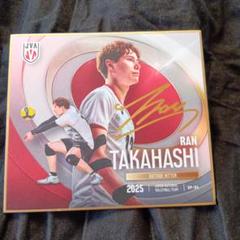 JVA
RAN
TAKAHASHI
OUTSIDE HITTER
2025
JAPAN NATIONAL
VOLLEYBALL TEAM